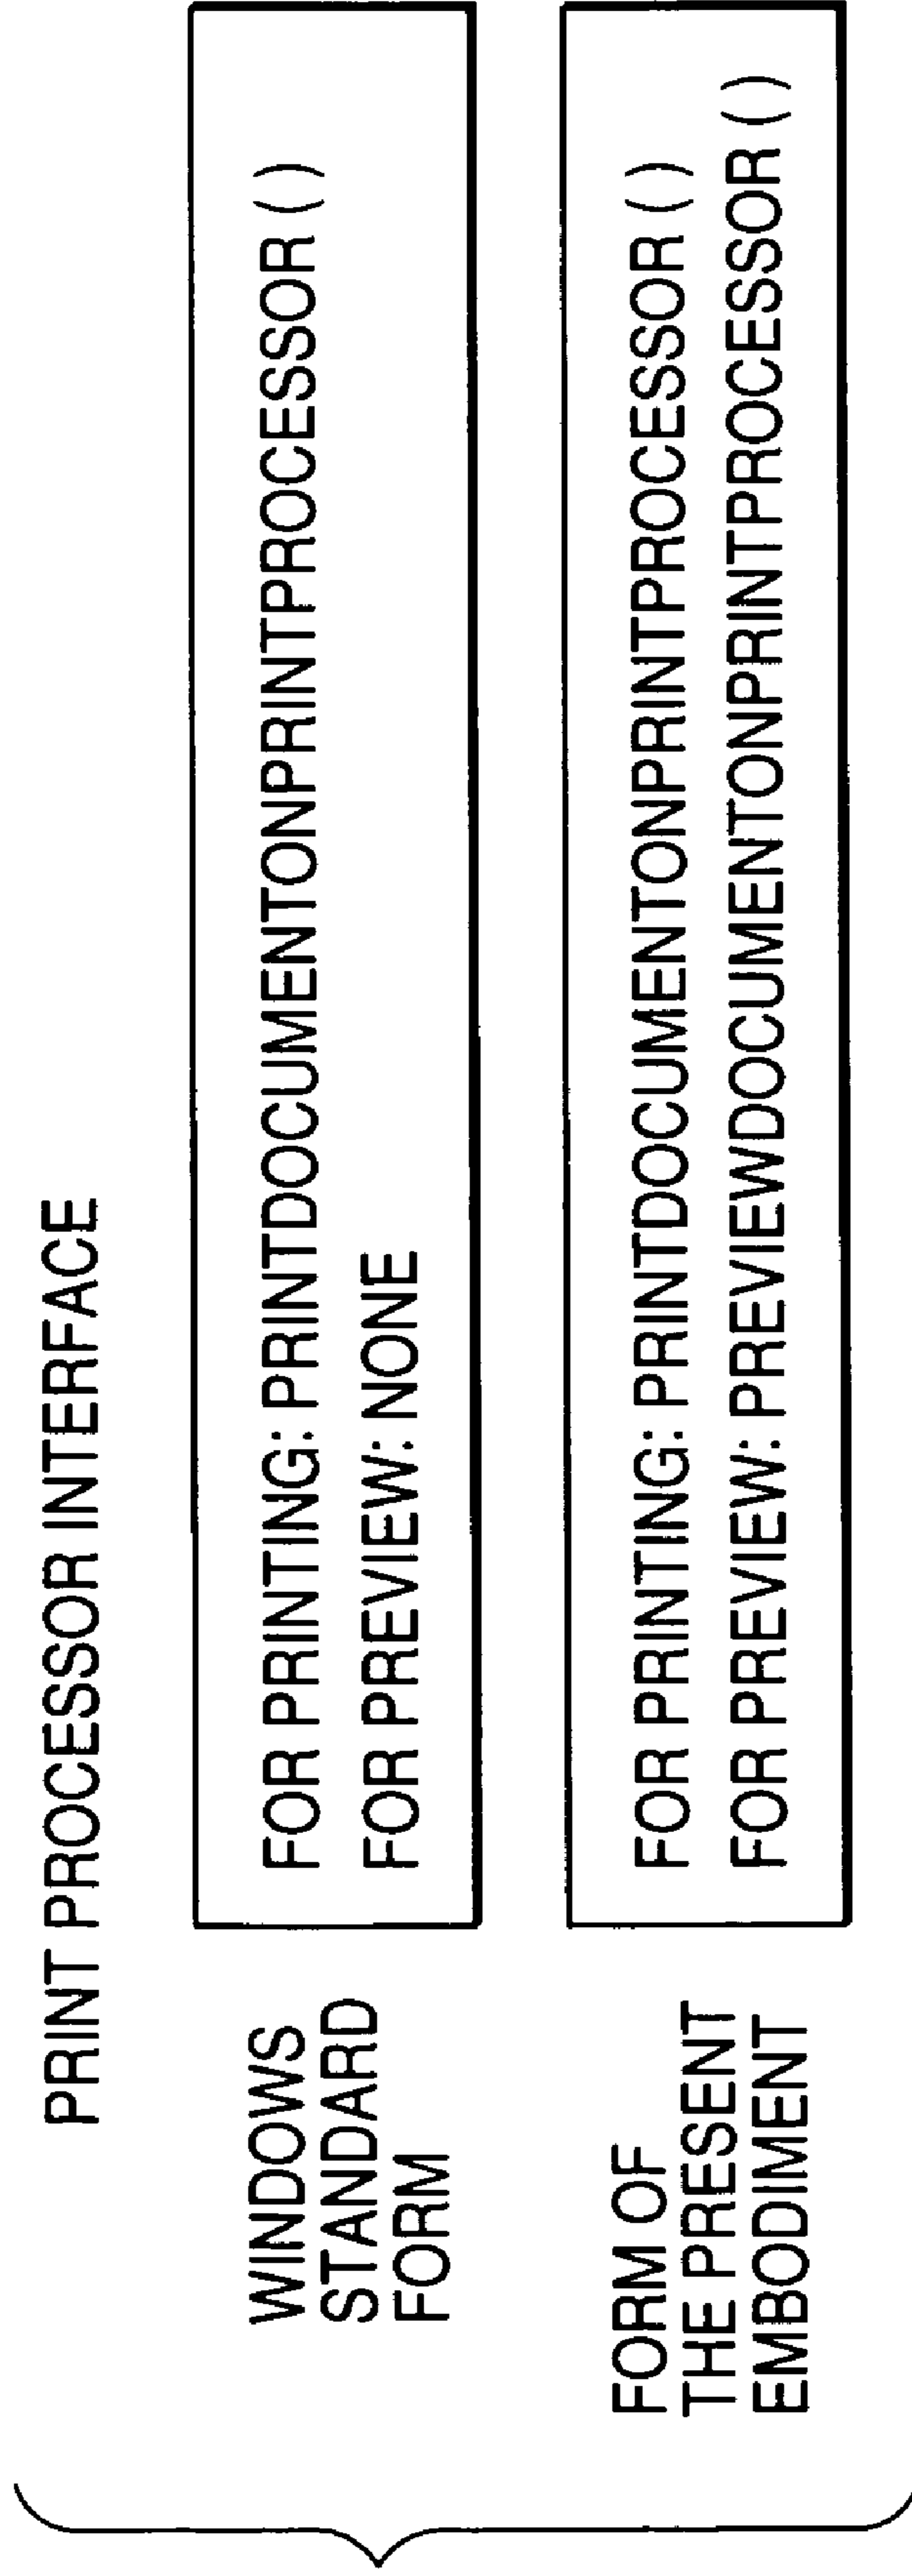 PRINT PROCESSOR INTERFACE
WINDOWS
STANDARD
FORM
FOR PRINTING: PRINTDOCUMENTONPRINTPROCESSOR ( )
FOR PREVIEW: NONE
FORM OF
THE PRESENT
EMBODIMENT
FOR PRINTING: PRINTDOCUMENTONPRINTPROCESSOR ( )
FOR PREVIEW: PREVIEWDOCUMENTONPRINTPROCESSOR ( )